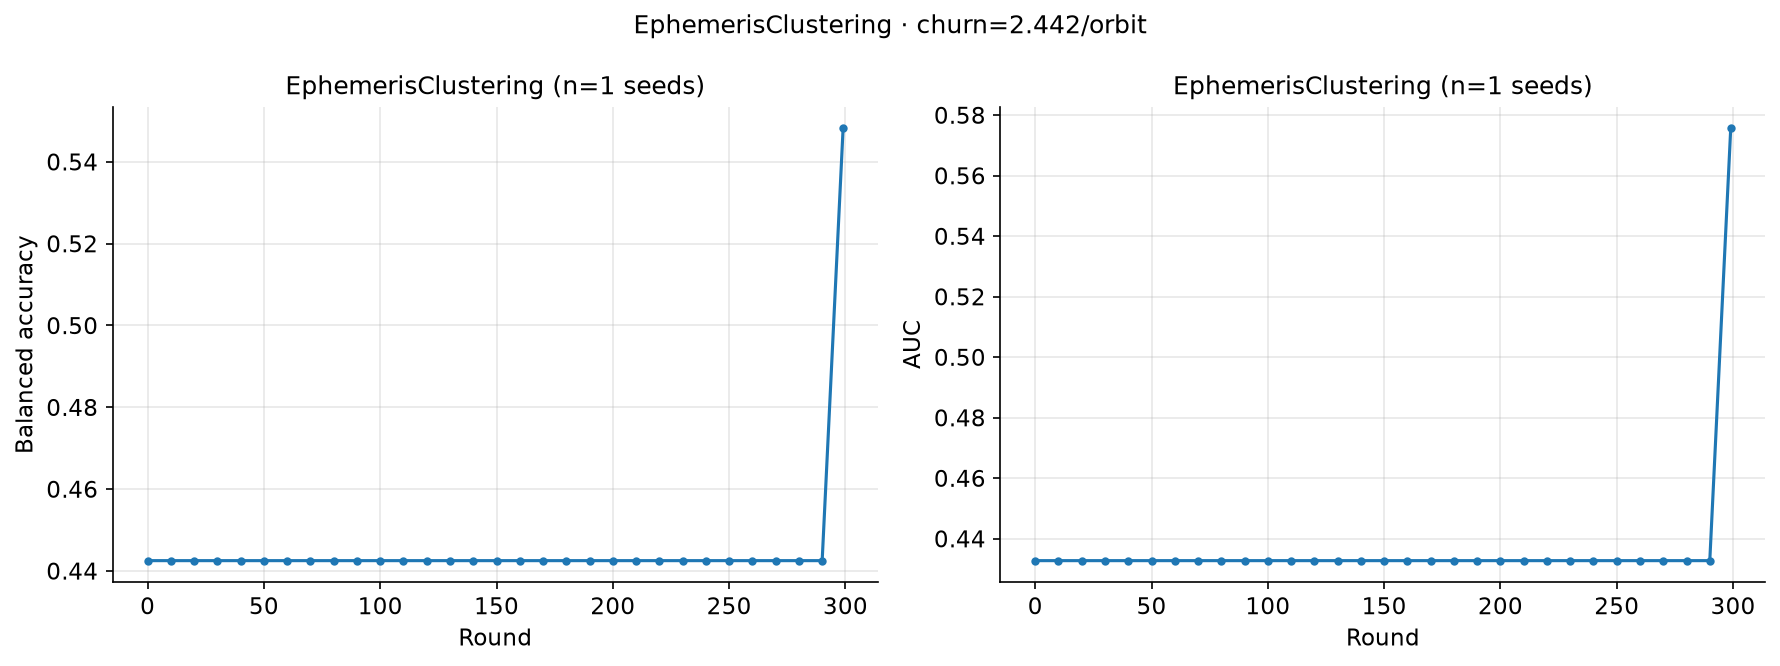 EphemerisClustering · churn=2.442/orbit
EphemerisClustering (n=1 seeds)
Balanced accuracy
0.54
0.52
0.50
0.48
0.46
0.44
0 50 100 150 200 250 300
Round
EphemerisClustering (n=1 seeds)
AUC
0.58
0.56
0.54
0.52
0.50
0.48
0.46
0.44
0 50 100 150 200 250 300
Round